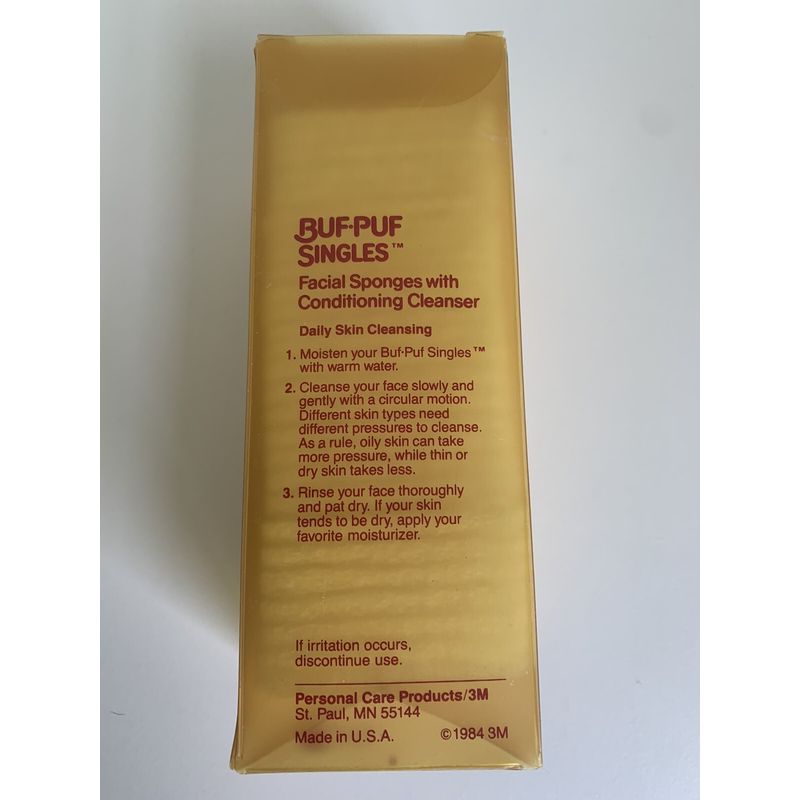 BUF·PUF
SINGLES™
Facial Sponges with
Conditioning Cleanser
Daily Skin Cleansing
1. Moisten your Buf·Puf Singles™
with warm water.
2. Cleanse your face slowly and
gently with a circular motion.
Different skin types need
different pressures to cleanse.
As a rule, oily skin can take
more pressure, while thin or
dry skin takes less.
3. Rinse your face thoroughly
and pat dry. If your skin
tends to be dry, apply your
favorite moisturizer.
If irritation occurs,
discontinue use.
Personal Care Products/3M
St. Paul, MN 55144
Made in U.S.A. ©1984 3M